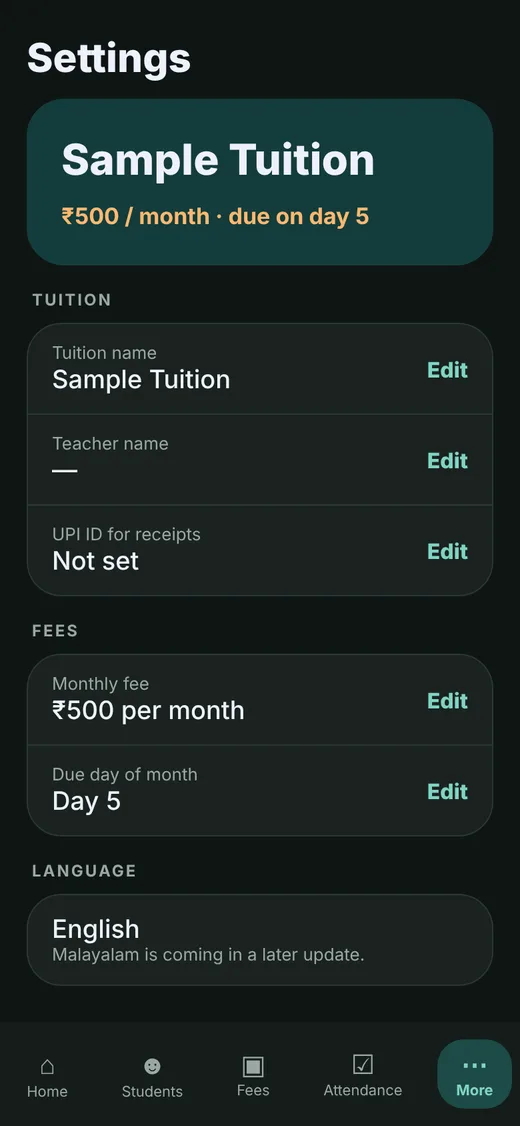 Settings
Sample Tuition
₹500 / month · due on day 5
TUITION
Tuition name
Sample Tuition
Edit
Teacher name
—
Edit
UPI ID for receipts
Not set
Edit
FEES
Monthly fee
₹500 per month
Edit
Due day of month
Day 5
Edit
LANGUAGE
English
Malayalam is coming in a later update.
Home
Students
Fees
Attendance
More